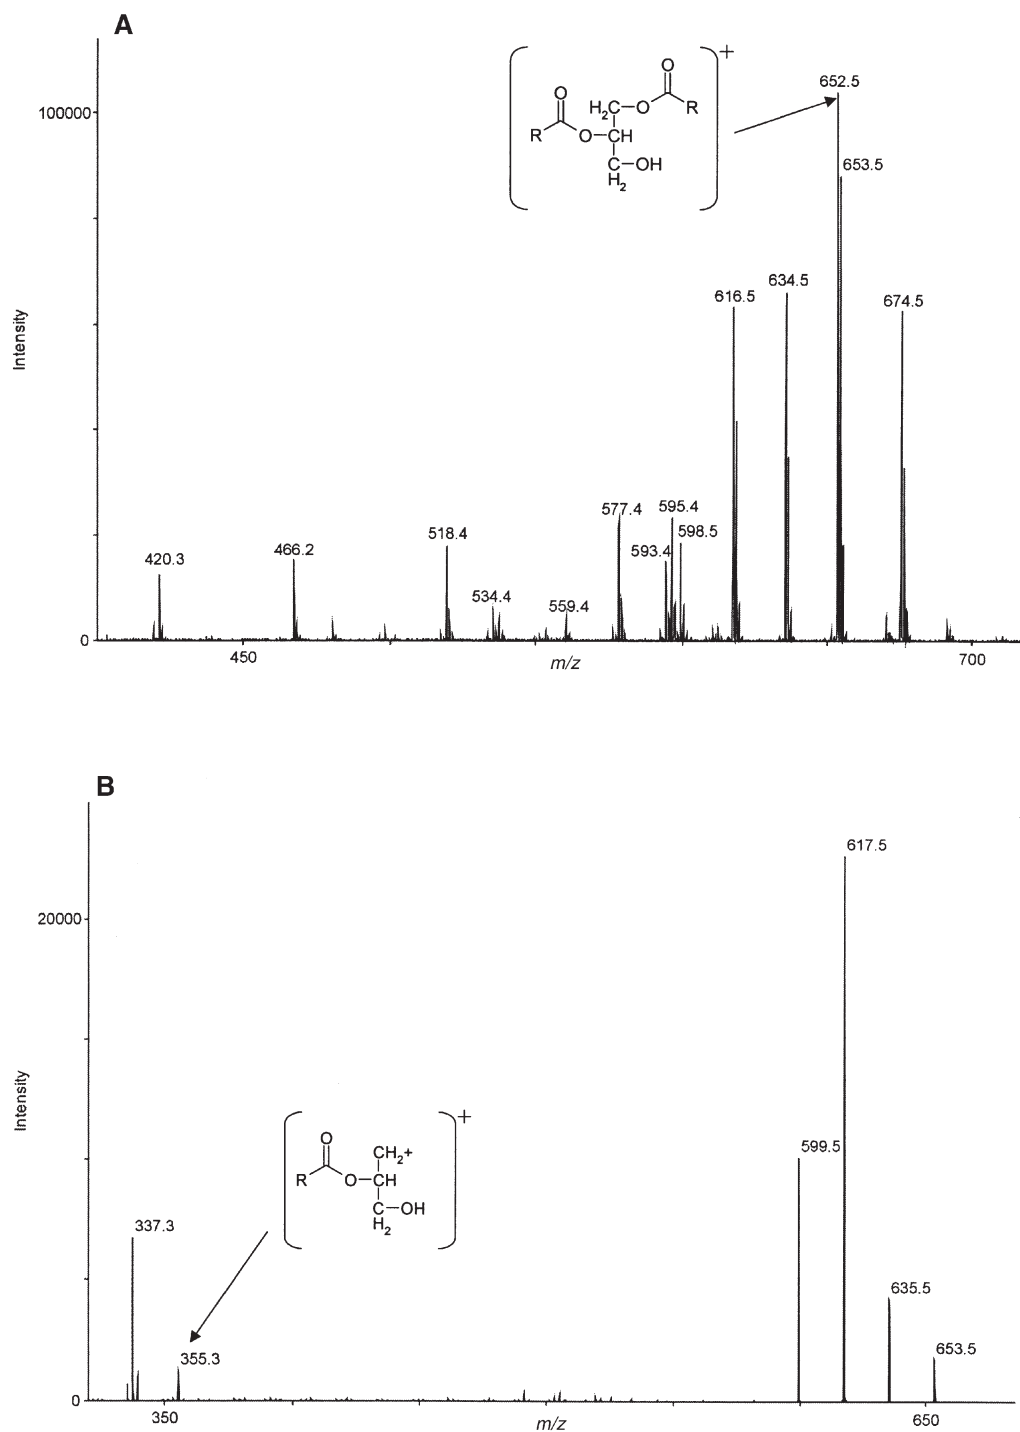 A
652.5
+
O
100000
O
H2C—O
R
R
O—CH
653.5
C—OH
H2
634.5
616.5
674.5
Intensity
577.4
595.4
598.5
518.4
593.4
466.2
420.3
534.4
559.4
0
450
m/z
700
B
617.5
20000
Intensity
+
O
CH2+
599.5
R
O—CH
C—OH
H2
337.3
635.5
355.3
653.5
0
350
m/z
650